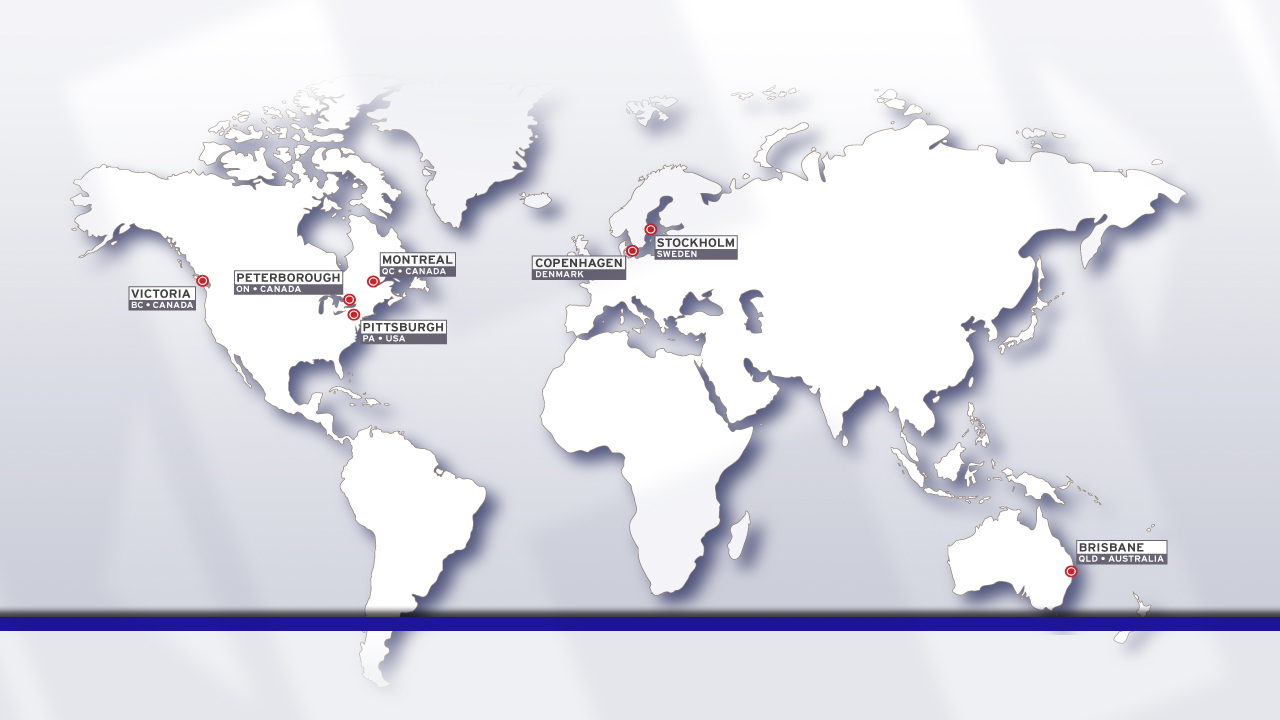 STOCKHOLM
SWEDEN
COPENHAGEN
DENMARK
MONTREAL
QC • CANADA
PETERBOROUGH
ON • CANADA
VICTORIA
BC • CANADA
PITTSBURGH
PA • USA
BRISBANE
QLD • AUSTRALIA